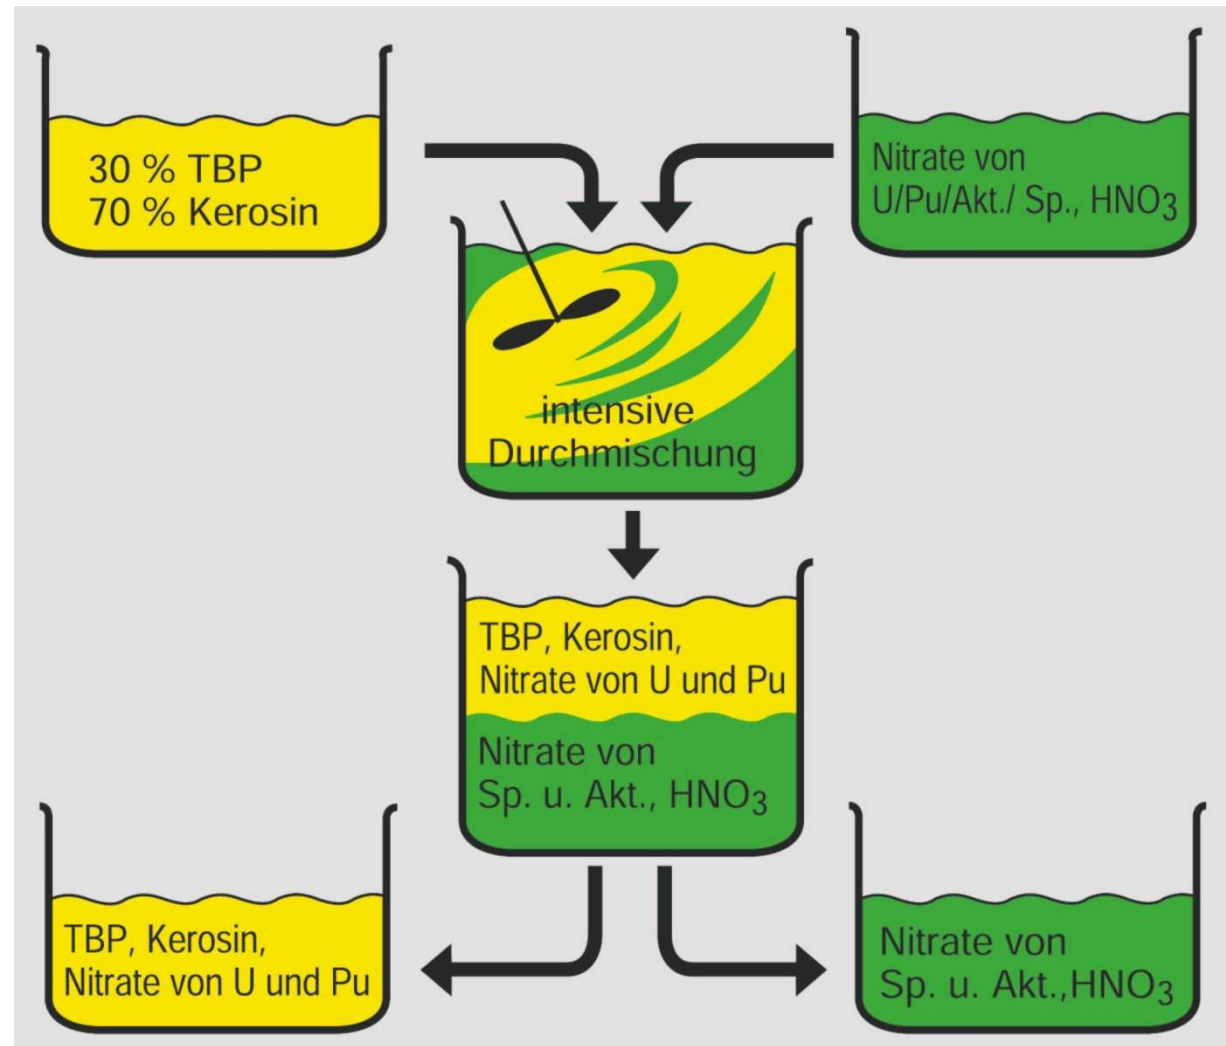 30 % TBP
70 % Kerosin
Nitrate von
U/Pu/Akt./ Sp., HNO3
intensive
Durchmischung
TBP, Kerosin,
Nitrate von U und Pu
Nitrate von
Sp. u. Akt., HNO3
TBP, Kerosin,
Nitrate von U und Pu
Nitrate von
Sp. u. Akt.,HNO3